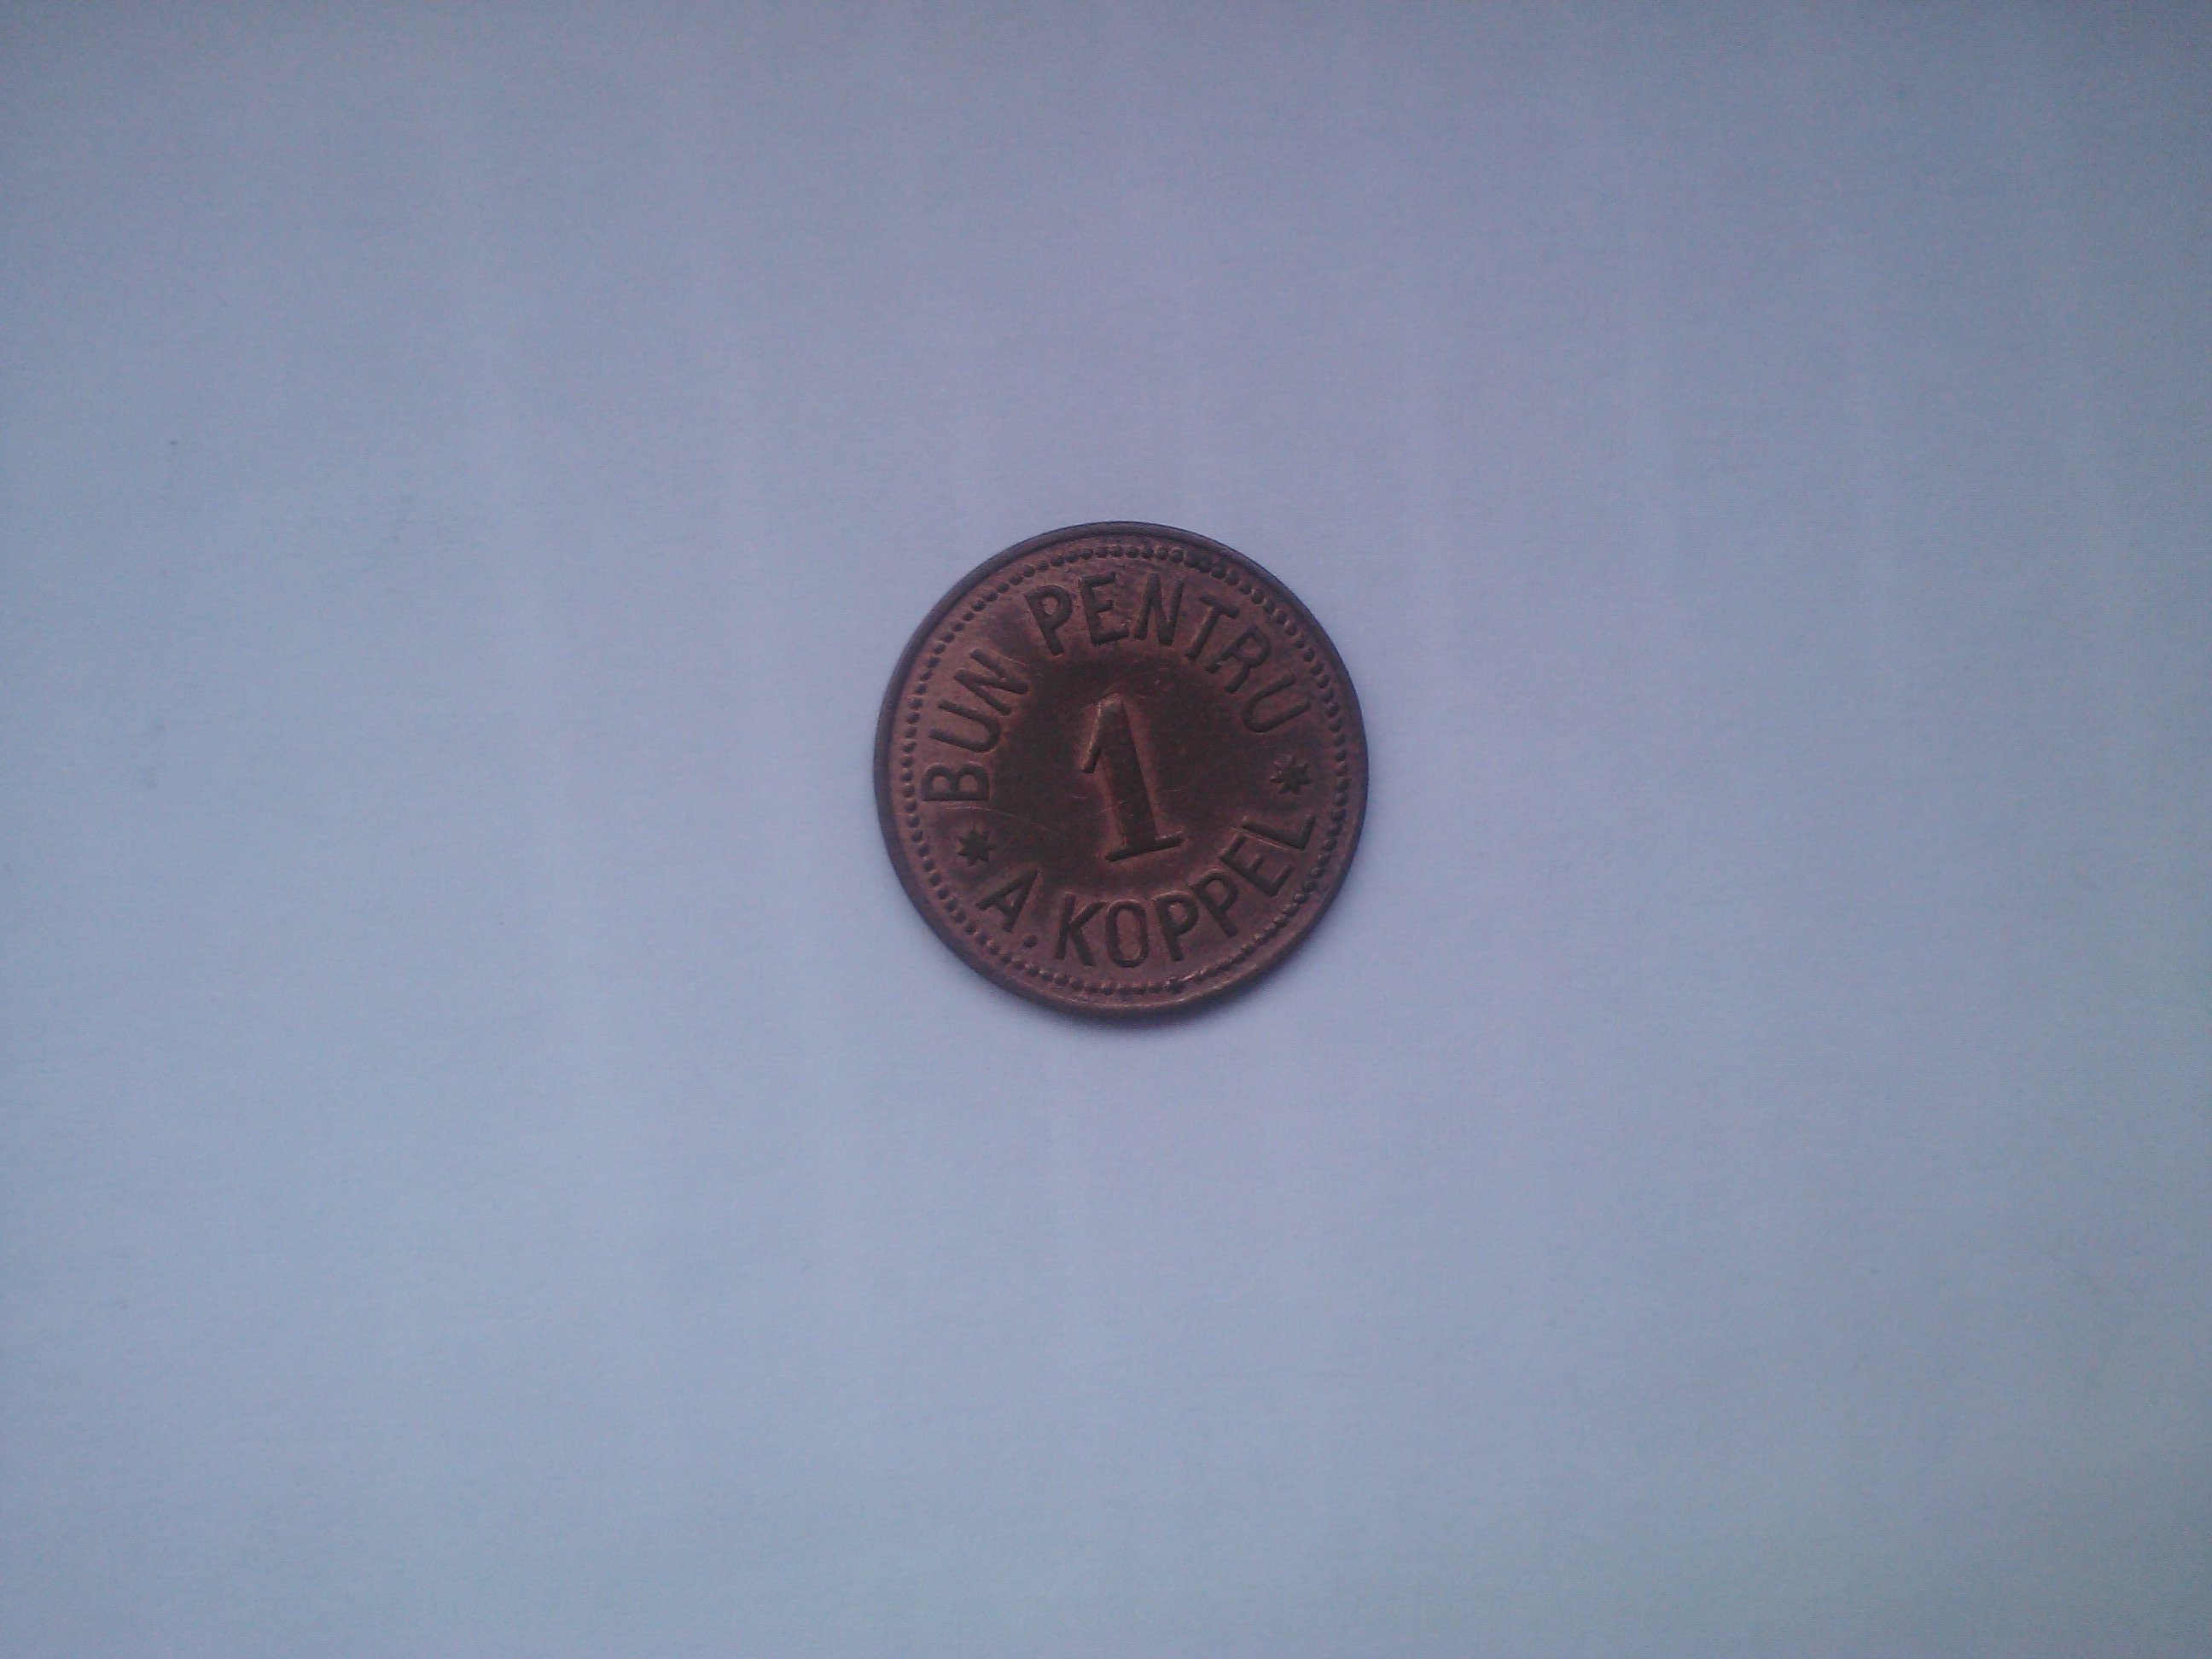 BUN PENTRU
1
A. KOPPEL